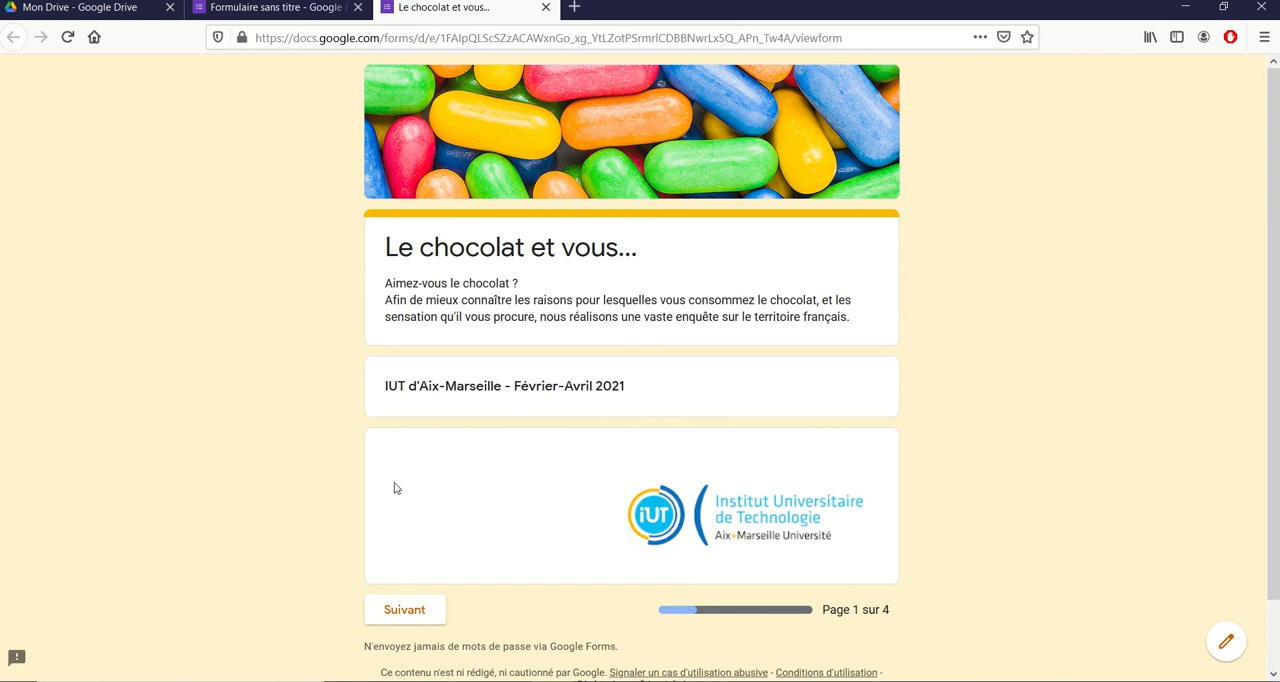 Mon Drive - Google Drive
Formulaire sans titre - Google F
Le chocolat et vous...
https://docs.google.com/forms/d/e/1FAIpQLScSZzACAWxnGo_xg_YtLZotPSrmrlCDBBNwrLx5Q_APn_Tw4A/viewform
Le chocolat et vous...
Aimez-vous le chocolat ?
Afin de mieux connaître les raisons pour lesquelles vous consommez le chocolat, et les
sensation qu'il vous procure, nous réalisons une vaste enquête sur le territoire français.
IUT d'Aix-Marseille - Février-Avril 2021
iUT
Institut Universitaire
de Technologie
Aix*Marseille Université
Suivant
Page 1 sur 4
N'envoyez jamais de mots de passe via Google Forms.
Ce contenu n'est ni rédigé, ni cautionné par Google. Signaler un cas d'utilisation abusive - Conditions d'utilisation -